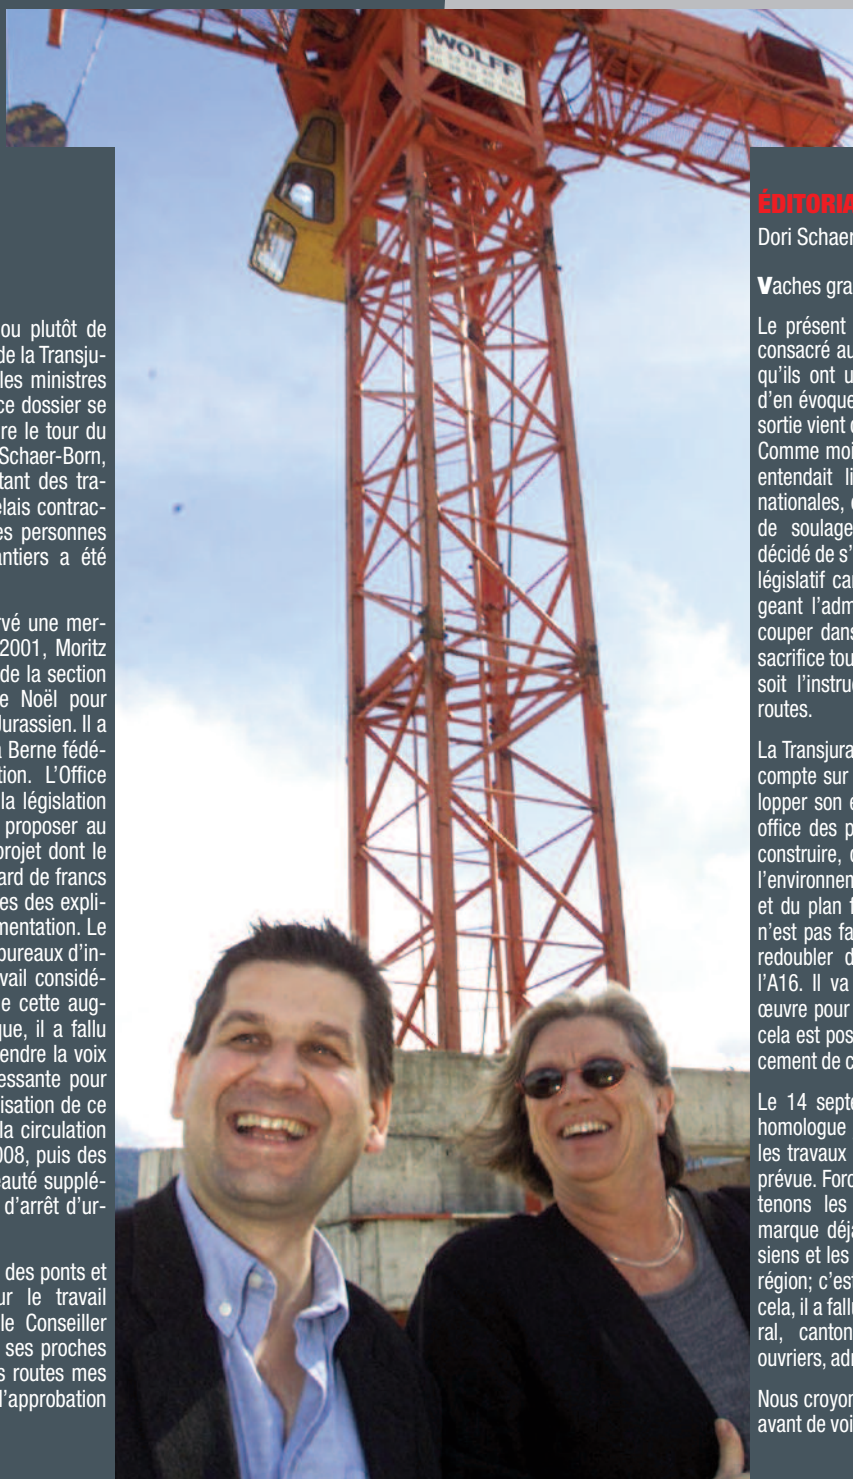 WOLFF
ou plutôt de
de la Transju-
les ministres
ce dossier se
re le tour du
Schaer-Born,
tant des tra-
elais contrac-
es personnes
antiers a été
rvé une mer-
2001, Moritz
de la section
e Noël pour
Jurassien. Il a
a Berne fédé-
tion. L'Office
la législation
proposer au
projet dont le
ard de francs
es des expli-
mentation. Le
bureaux d'in-
vail considé-
e cette aug-
que, il a fallu
endre la voix
essante pour
isation de ce
la circulation
008, puis des
eauté supplé-
d'arrêt d'ur-
des ponts et
ur le travail
le Conseiller
ses proches
s routes mes
l'approbation
ÉDITORIA
Dori Schaer
Vaches gra
Le présent
consacré au
qu'ils ont u
d'en évoque
sortie vient d
Comme moi
entendait li
nationales, d
de soulage
décidé de s'
législatif can
geant l'adm
couper dans
sacrifice tou
soit l'instru
routes.
La Transjura
compte sur
lopper son é
office des p
construire, d
l'environnem
et du plan f
n'est pas fa
redoubler d
l'A16. Il va
œuvre pour
cela est pos
cement de c
Le 14 septe
homologue
les travaux
prévue. Forc
tenons les
marque déjà
siens et les
région; c'est
cela, il a fallu
ral, canton
ouvriers, adr
Nous croyon
avant de voi